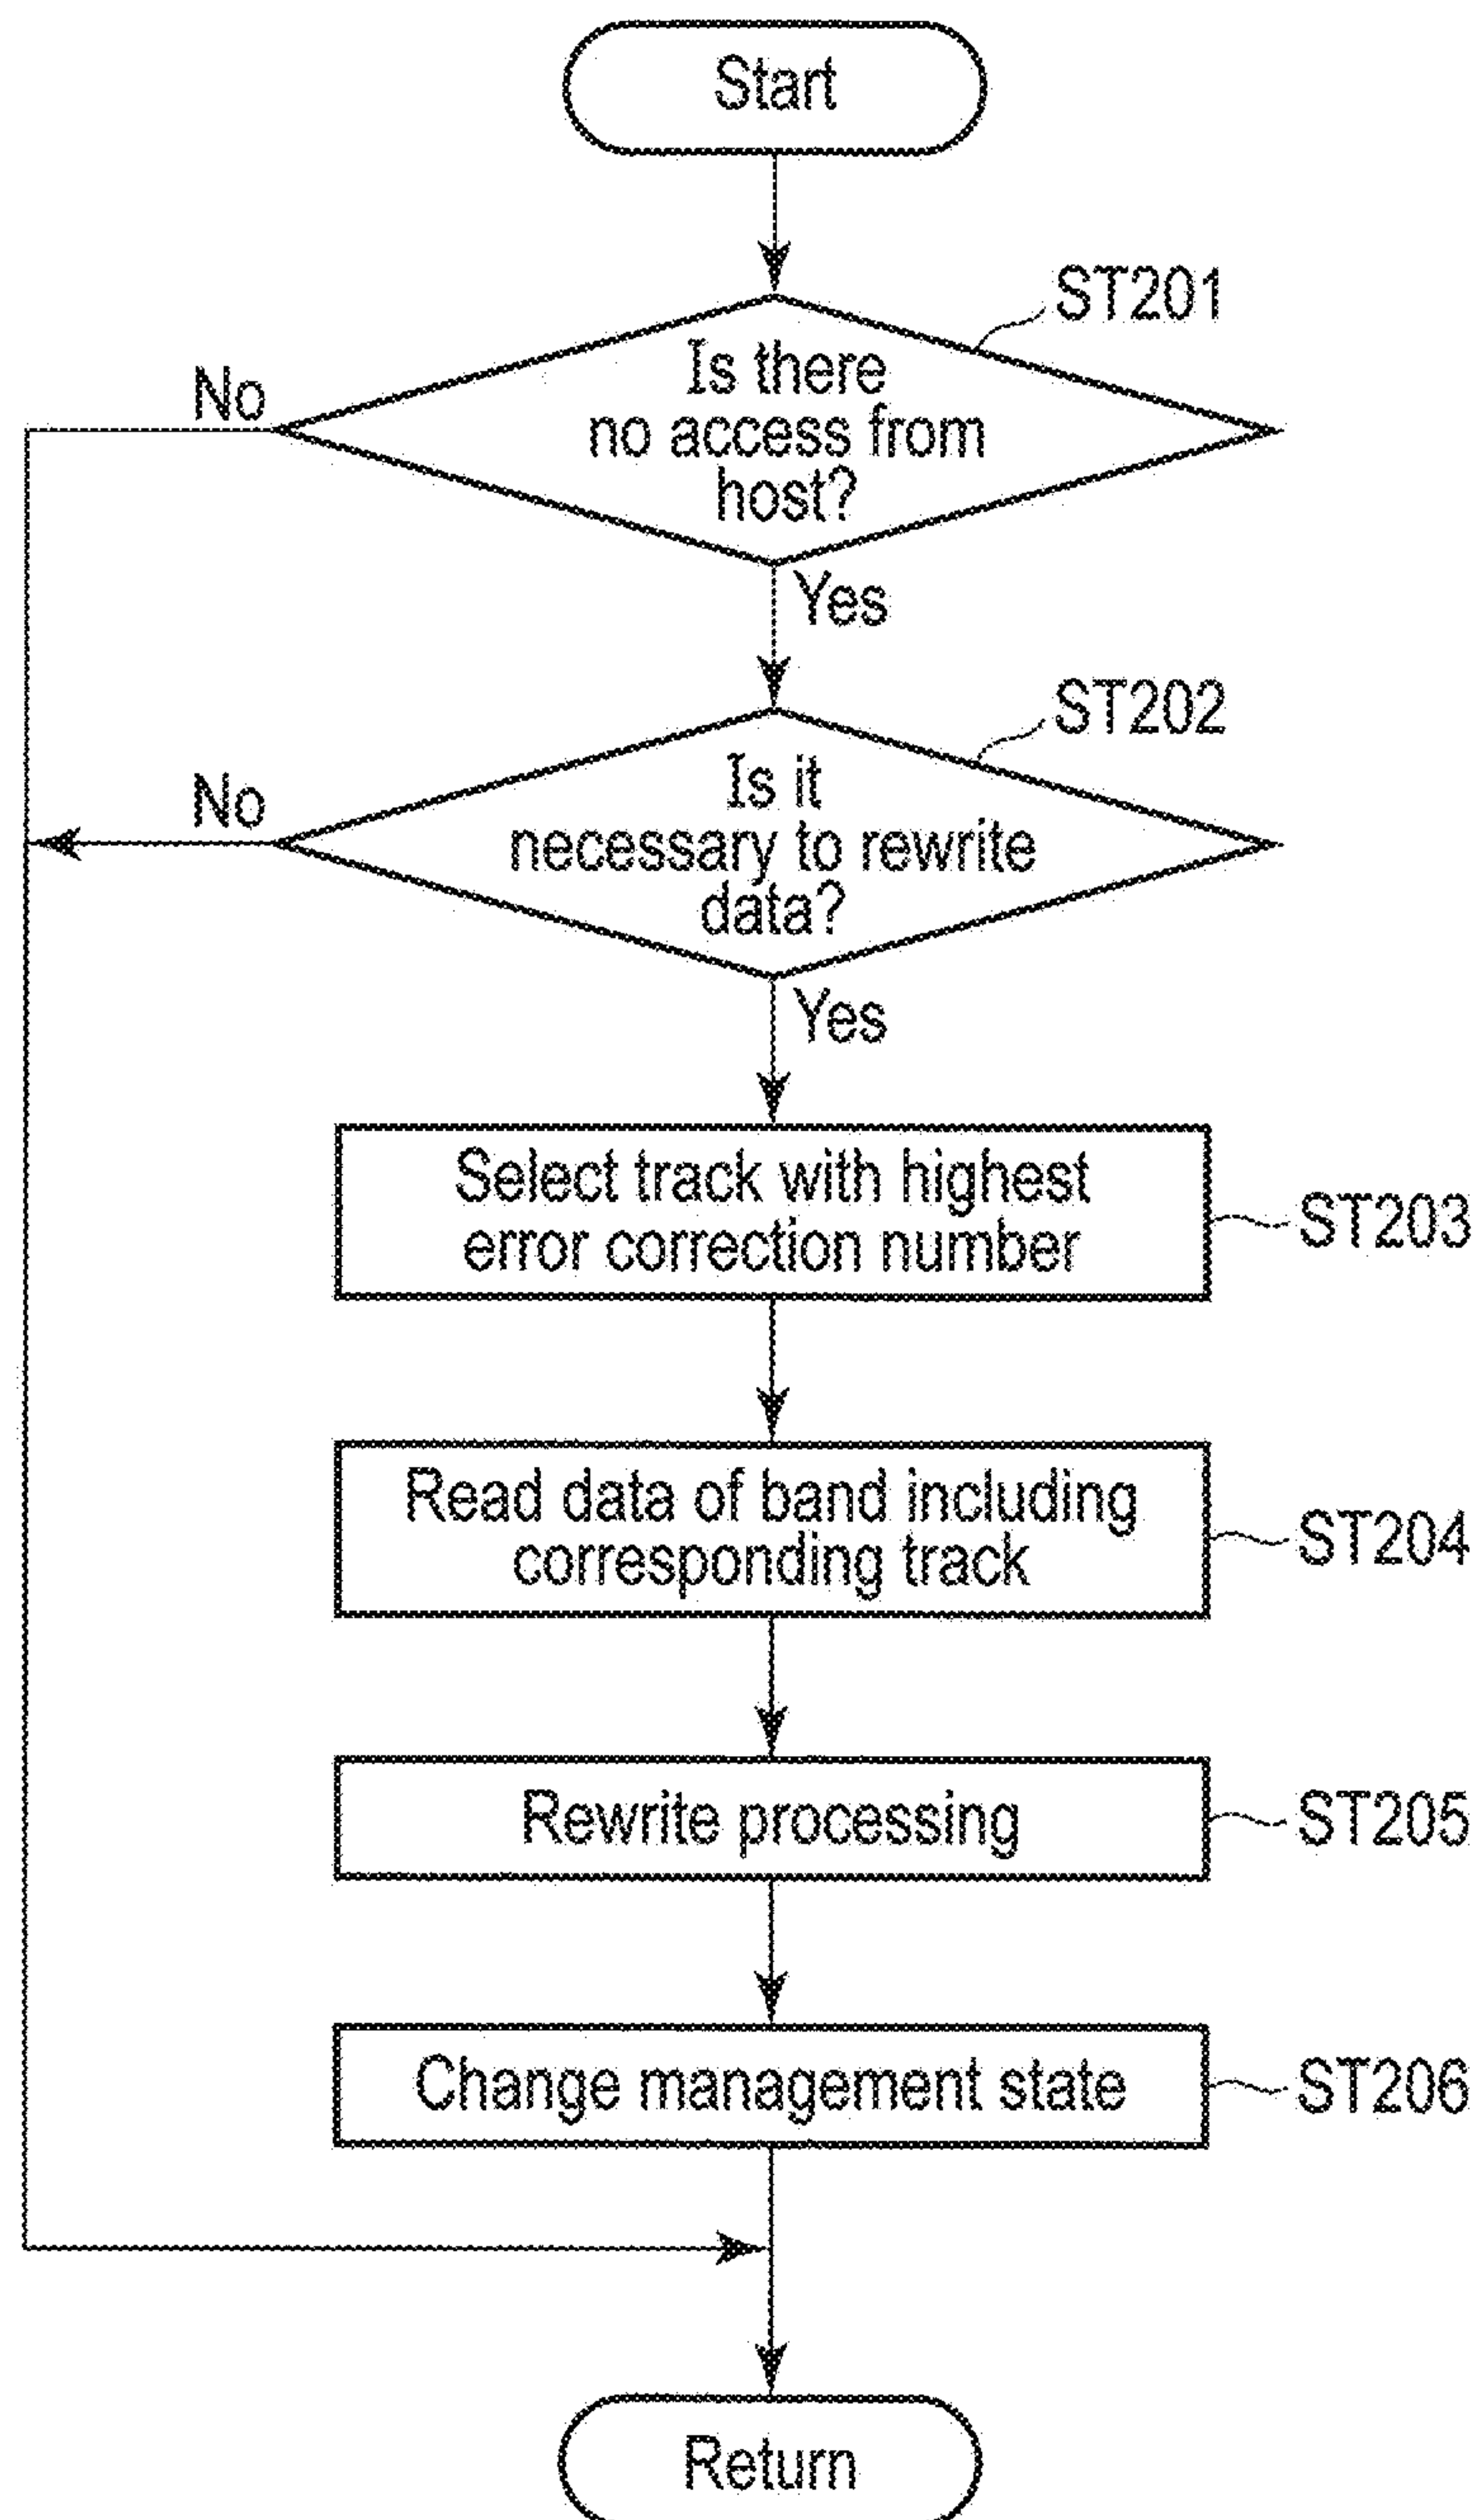 Start
ST201
Is there
no access from
host?
No
Yes
ST202
Is it
necessary to rewrite
data?
No
Yes
Select track with highest
error correction number
ST203
Read data of band including
corresponding track
ST204
Rewrite processing
ST205
Change management state
ST206
Return